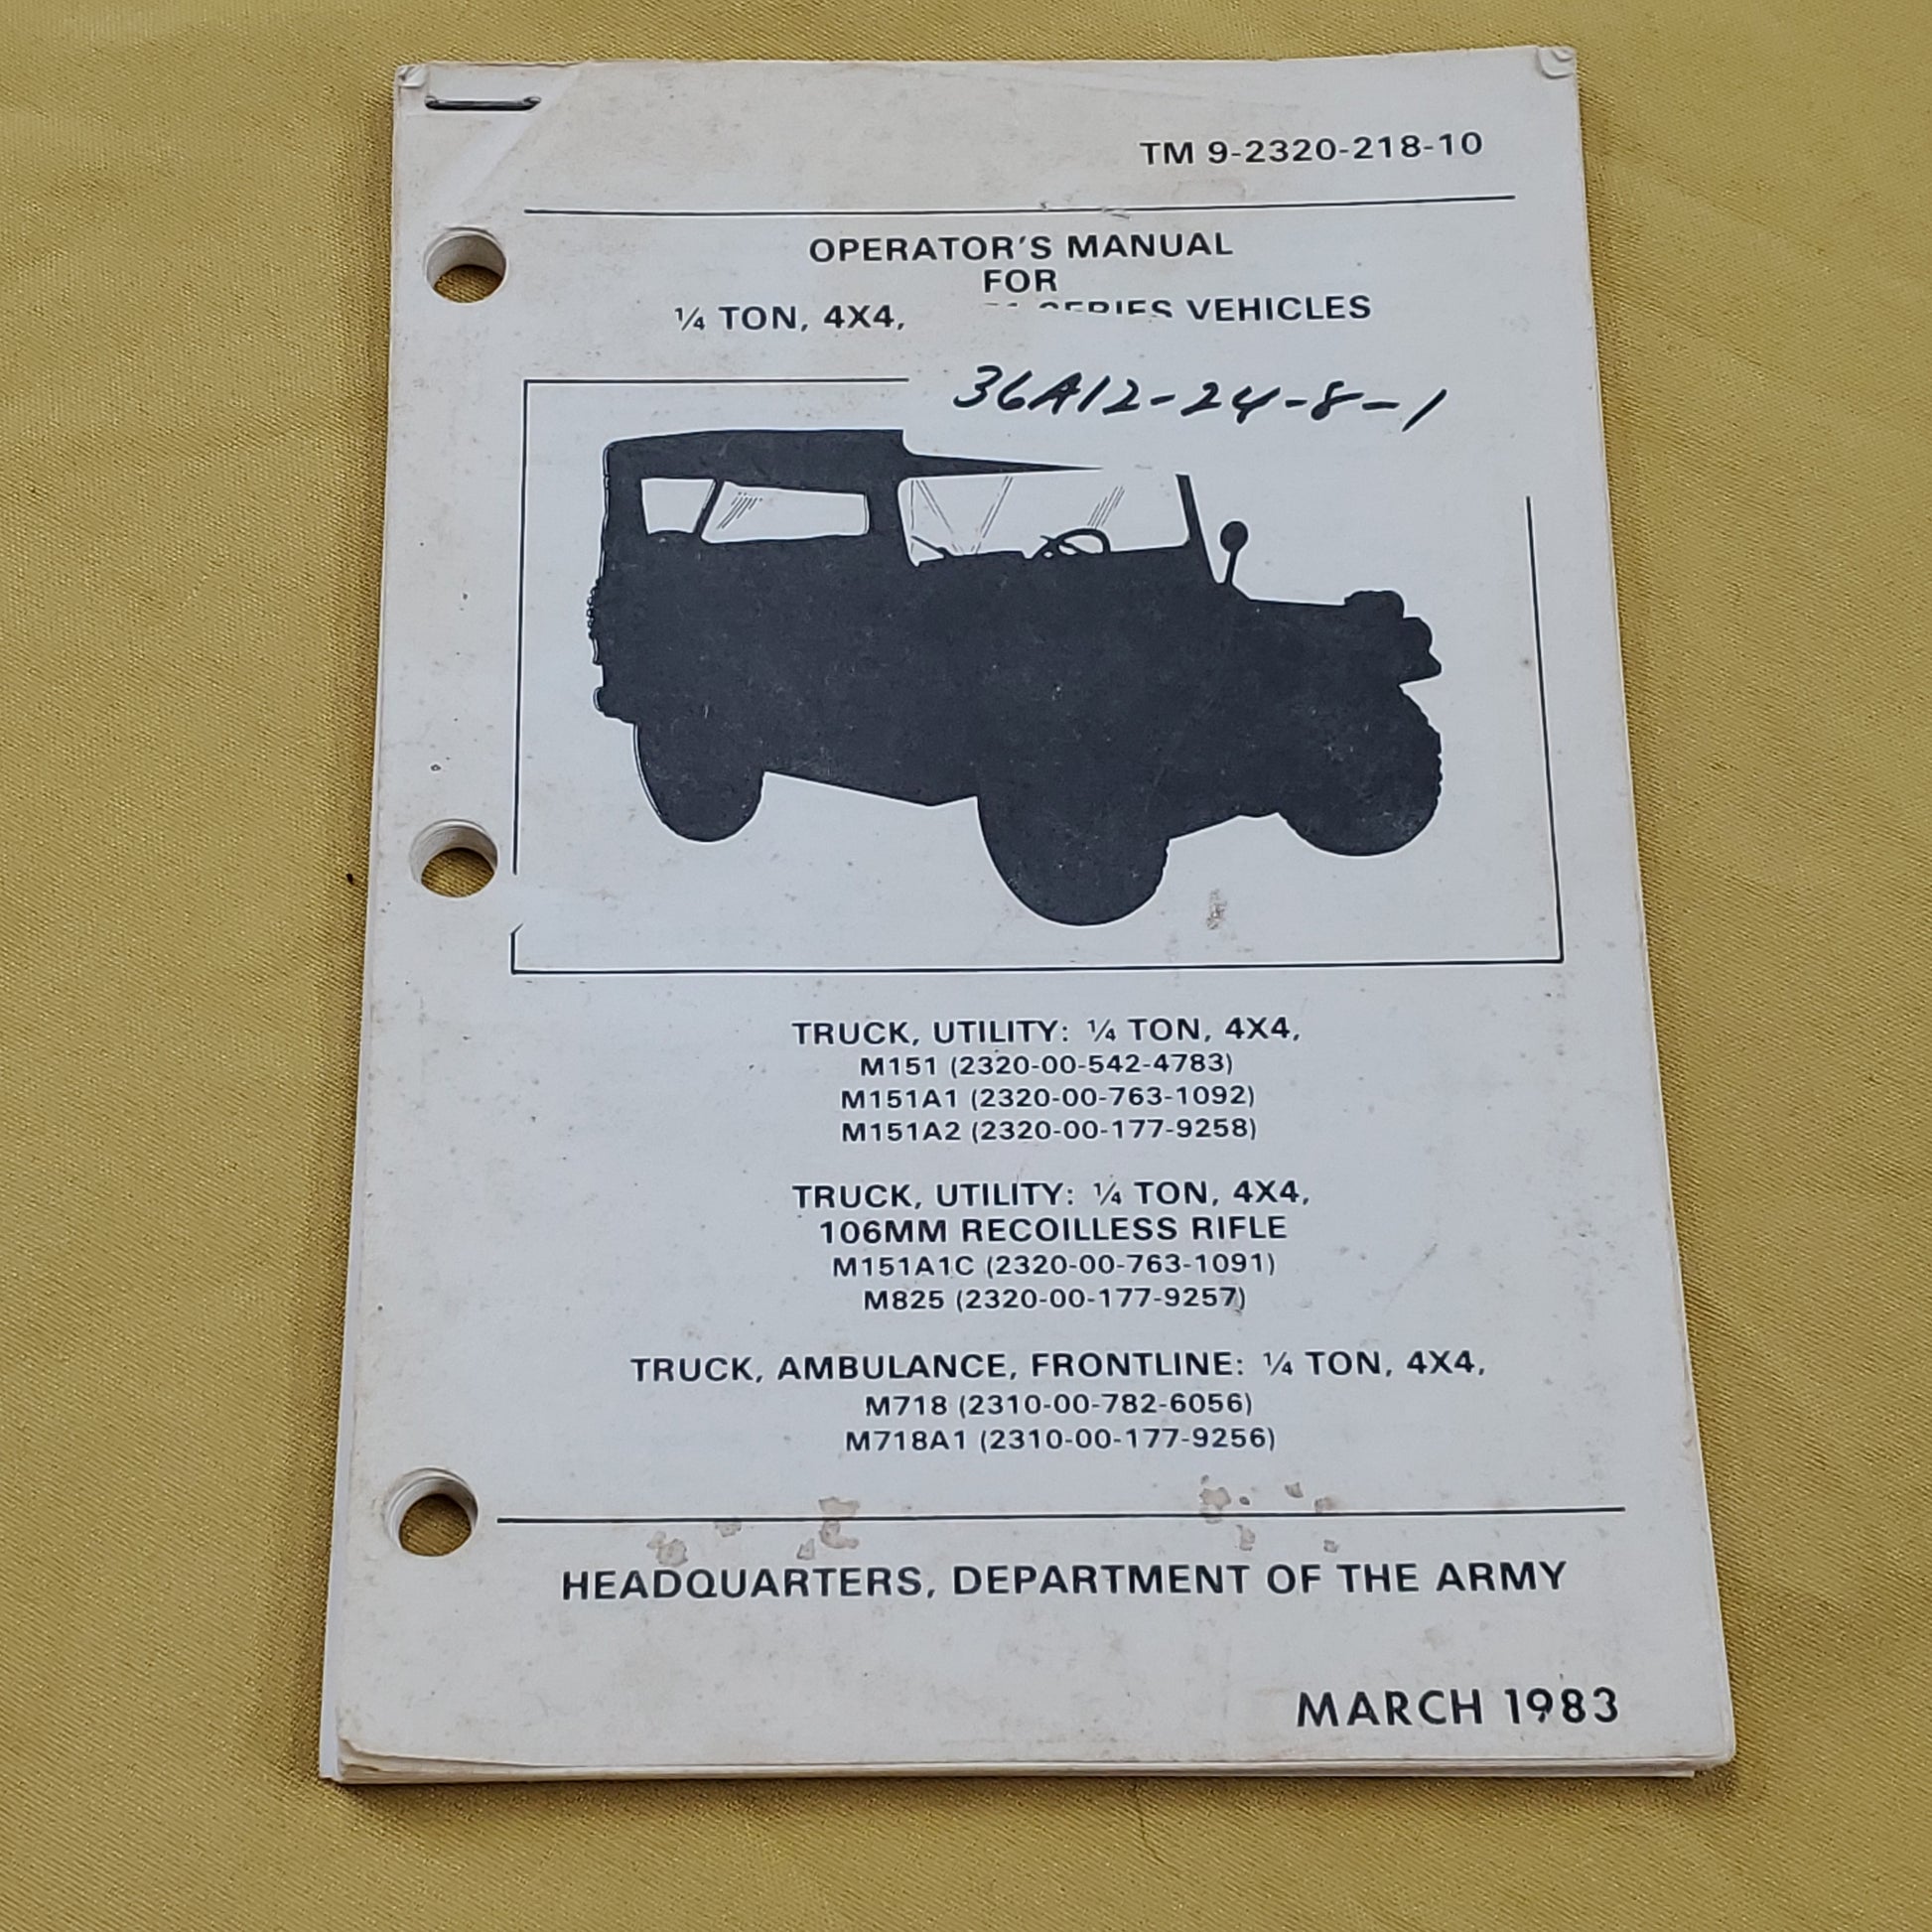 TM 9-2320-218-10
OPERATOR'S MANUAL
FOR
¼ TON, 4X4, SERIES VEHICLES
36A12-24-8-1
TRUCK, UTILITY: ¼ TON, 4X4,
M151 (2320-00-542-4783)
M151A1 (2320-00-763-1092)
M151A2 (2320-00-177-9258)
TRUCK, UTILITY: ¼ TON, 4X4,
106MM RECOILLESS RIFLE
M151A1C (2320-00-763-1091)
M825 (2320-00-177-9257)
TRUCK, AMBULANCE, FRONTLINE: ¼ TON, 4X4,
M718 (2310-00-782-6056)
M718A1 (2310-00-177-9256)
HEADQUARTERS, DEPARTMENT OF THE ARMY
MARCH 1983